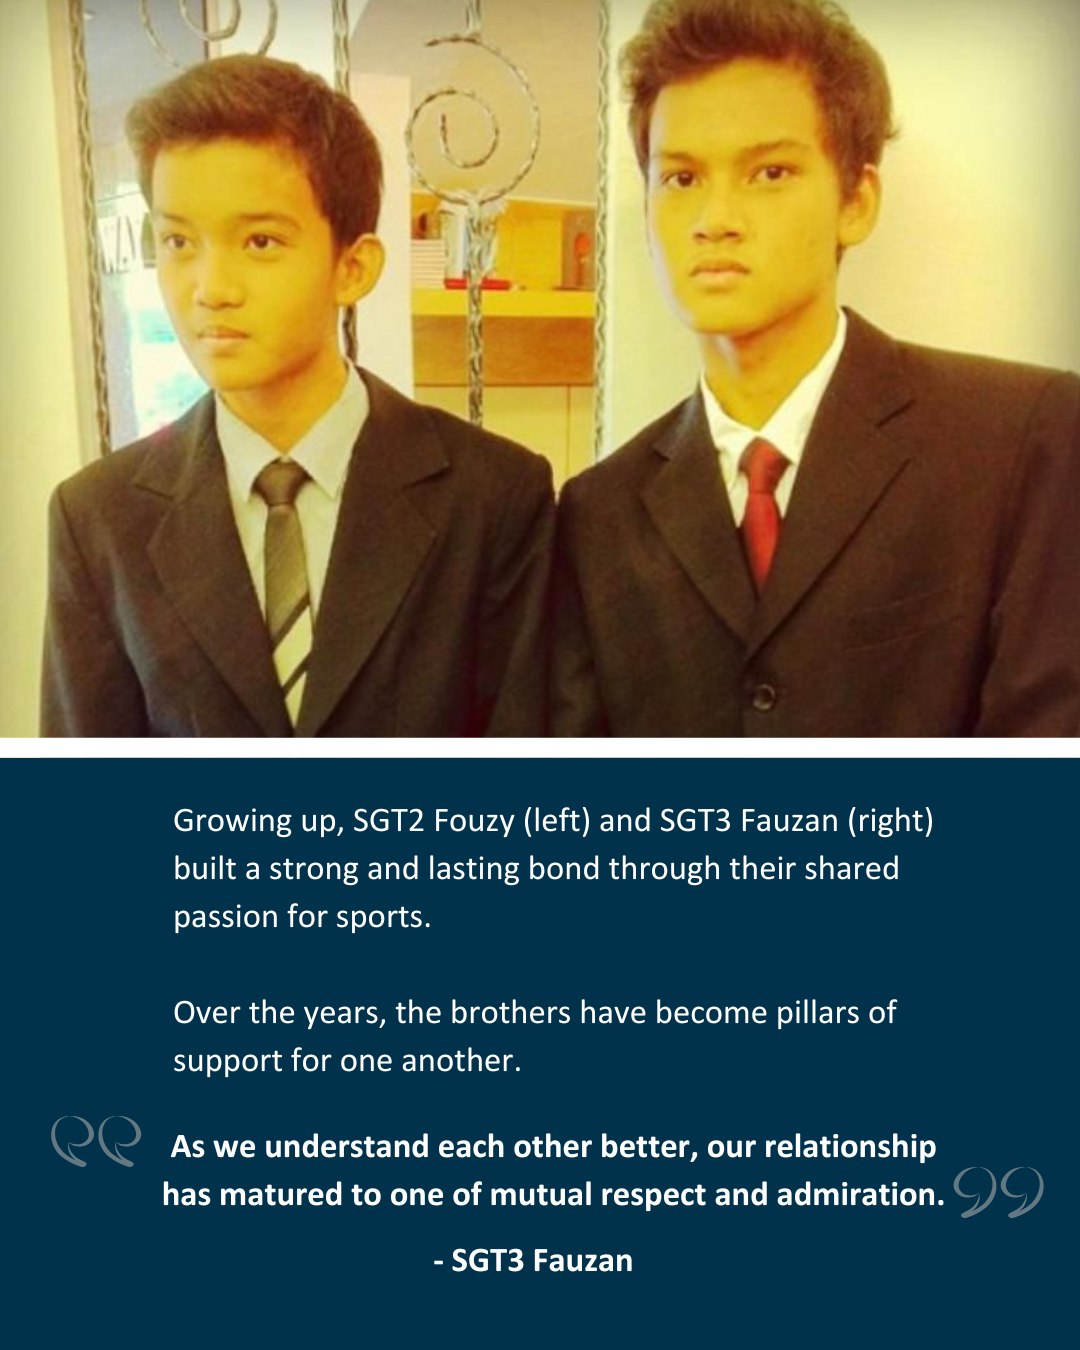 WAY
Growing up, SGT2 Fouzy (left) and SGT3 Fauzan (right)
built a strong and lasting bond through their shared
passion for sports.
Over the years, the brothers have become pillars of
support for one another.
As we understand each other better, our relationship
has matured to one of mutual respect and admiration.
- SGT3 Fauzan